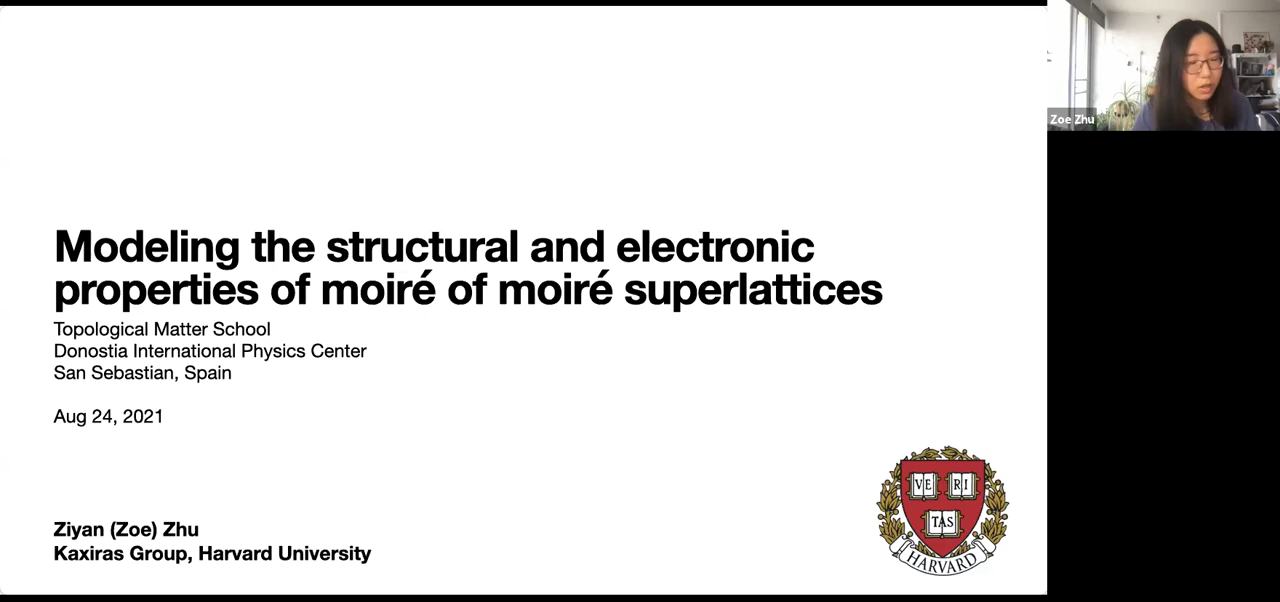 Modeling the structural and electronic
properties of moiré of moiré superlattices
Topological Matter School
Donostia International Physics Center
San Sebastian, Spain
Aug 24, 2021
Ziyan (Zoe) Zhu
Kaxiras Group, Harvard University
VE RI
TAS
HARVARD
Zoe Zhu